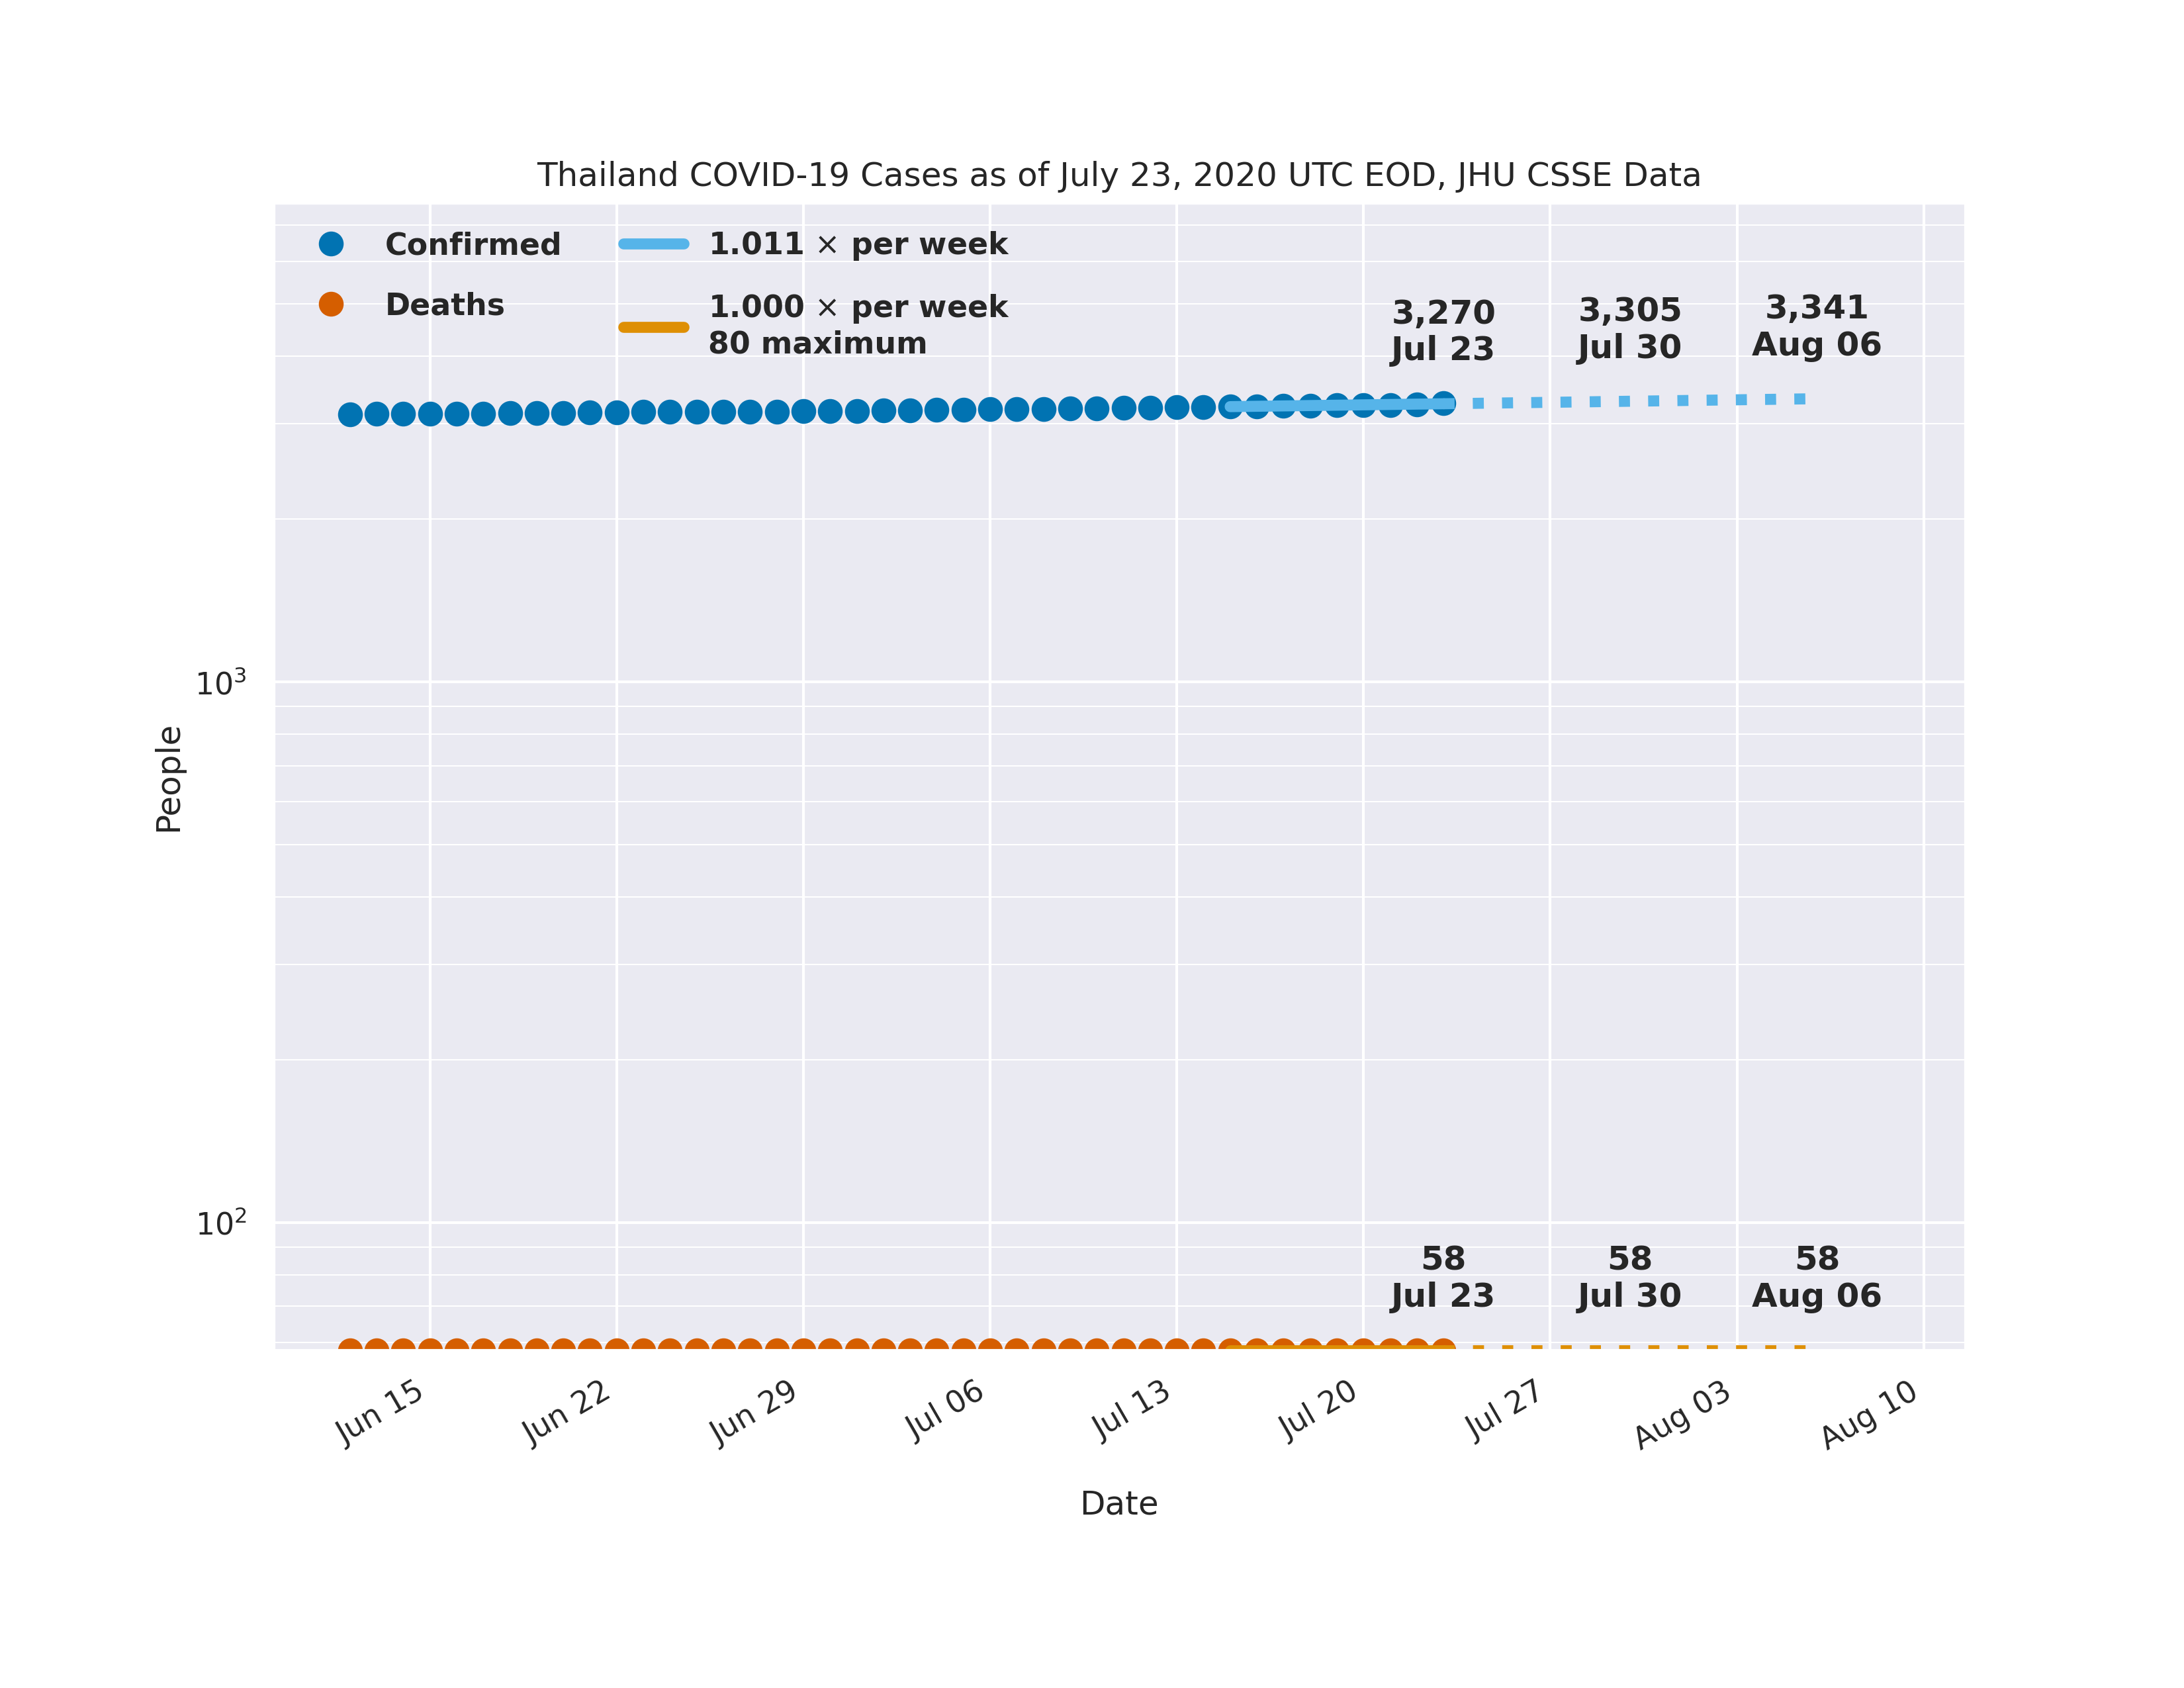 Thailand COVID-19 Cases as of July 23, 2020 UTC EOD, JHU CSSE Data
Confirmed
Deaths
1.011 × per week
1.000 × per week
80 maximum
3,270
Jul 23
3,305
Jul 30
3,341
Aug 06
10³
People
10²
58
Jul 23
58
Jul 30
58
Aug 06
Jun 15
Jun 22
Jun 29
Jul 06
Jul 13
Jul 20
Jul 27
Aug 03
Aug 10
Date